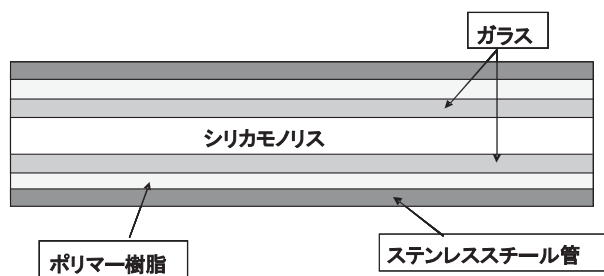 ガラス
シリカモノリス
ステンレススチール管
ポリマー樹脂